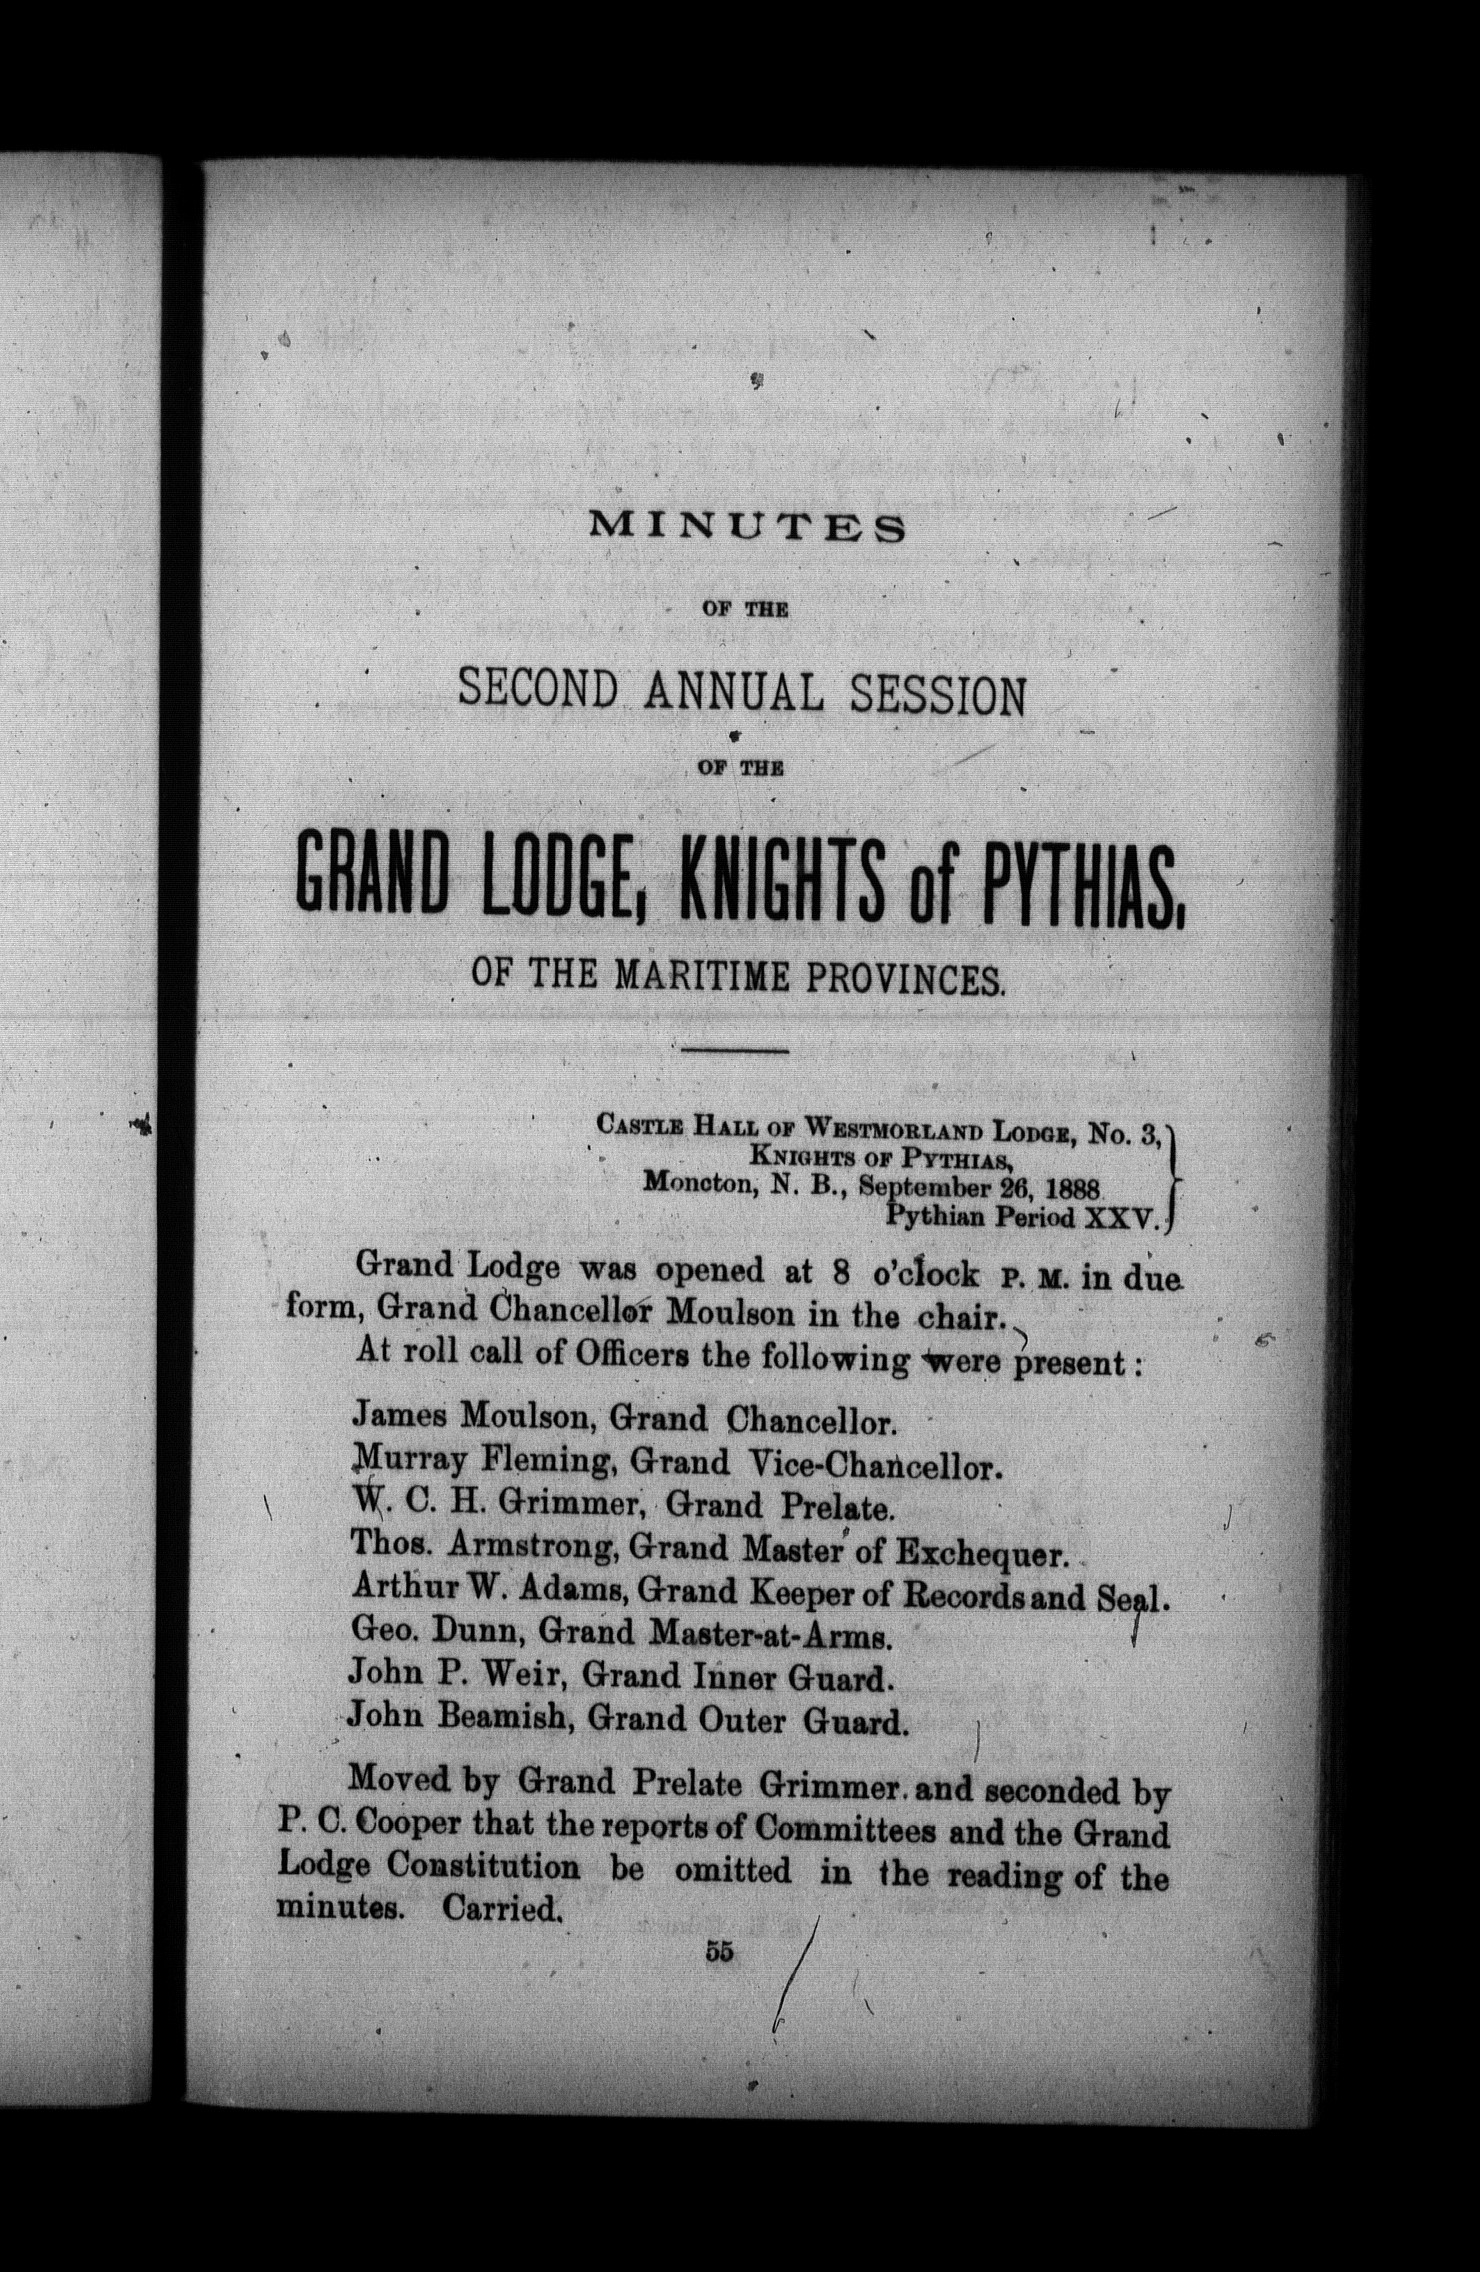 MINUTES
OF THE
SECOND ANNUAL SESSION
OF THE
GRAND LODGE, KNIGHTS of PYTHIAS,
OF THE MARITIME PROVINCES.
CASTLE HALL OF WESTMORLAND LODGE, NO. 3,
KNIGHTS OF PYTHIAS,
Moncton, N. B., September 26, 1888
Pythian Period XXV.
Grand Lodge was opened at 8 o'clock P. M. in due
form, Grand Chancellor Moulson in the chair.
At roll call of Officers the following were present:
James Moulson, Grand Chancellor.
Murray Fleming, Grand Vice-Chancellor.
W. C. H. Grimmer, Grand Prelate.
Thos. Armstrong, Grand Master of Exchequer.
Arthur W. Adams, Grand Keeper of Records and Seal.
Geo. Dunn, Grand Master-at-Arms.
John P. Weir, Grand Inner Guard.
John Beamish, Grand Outer Guard.
Moved by Grand Prelate Grimmer. and seconded by
P. C. Cooper that the reports of Committees and the Grand
Lodge Constitution be omitted in the reading of the
minutes. Carried.
55